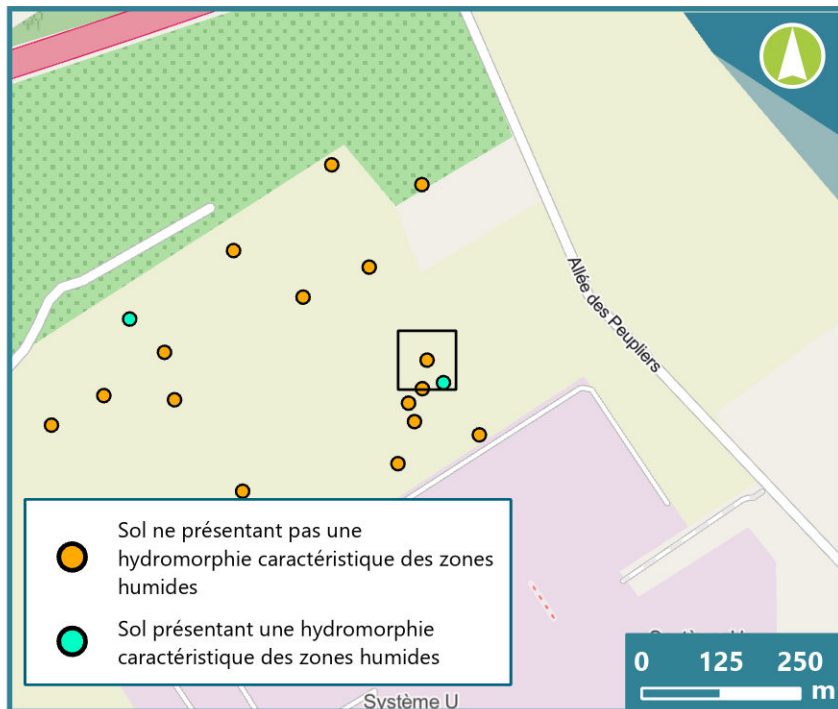 Allée des Peupliers
Sol ne présentant pas une
hydromorphie caractéristique des zones
humides
Sol présentant une hydromorphie
caractéristique des zones humides
0 125 250
m
Système U